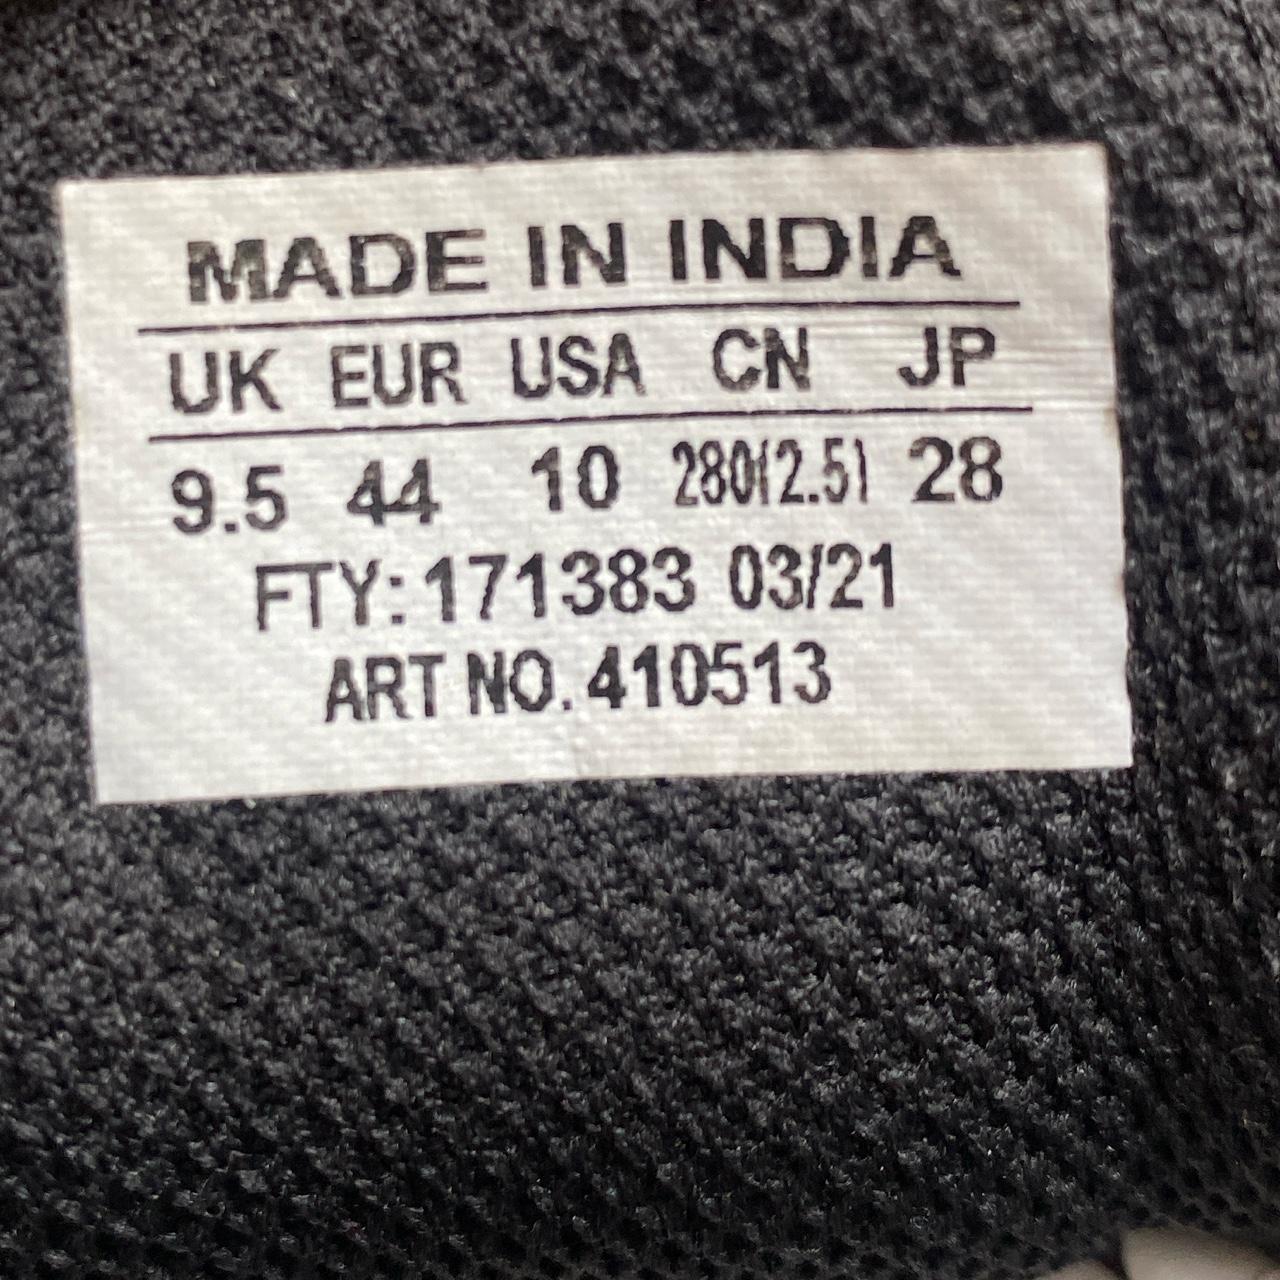 MADE IN INDIA
UK EUR USA CN JP
9.5 44 10 280(2.5) 28
FTY: 171383 03/21
ART NO. 410513